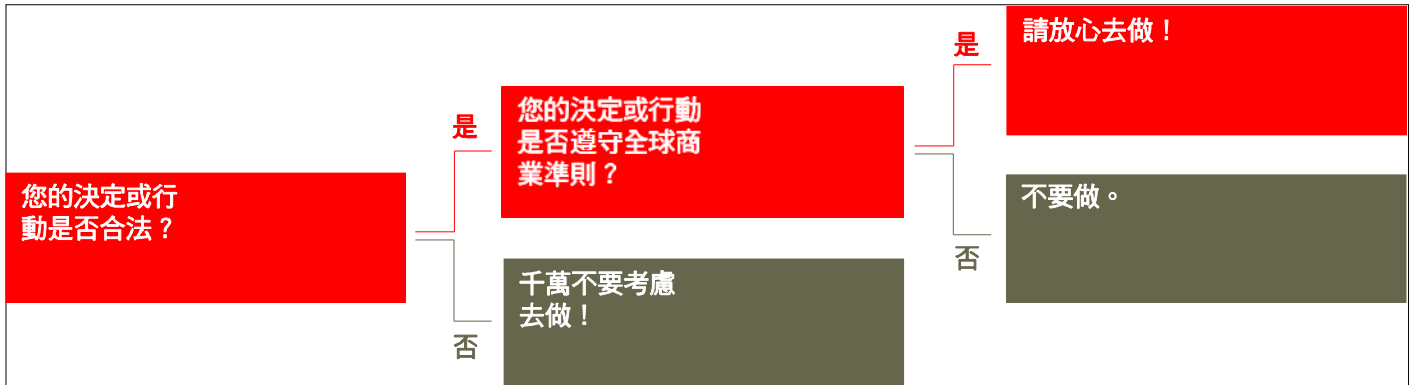 您的決定或行
動是否合法？
是
否
您的決定或行動
是否遵守全球商
業準則？
千萬不要考慮
去做！
是
否
請放心去做！
不要做。